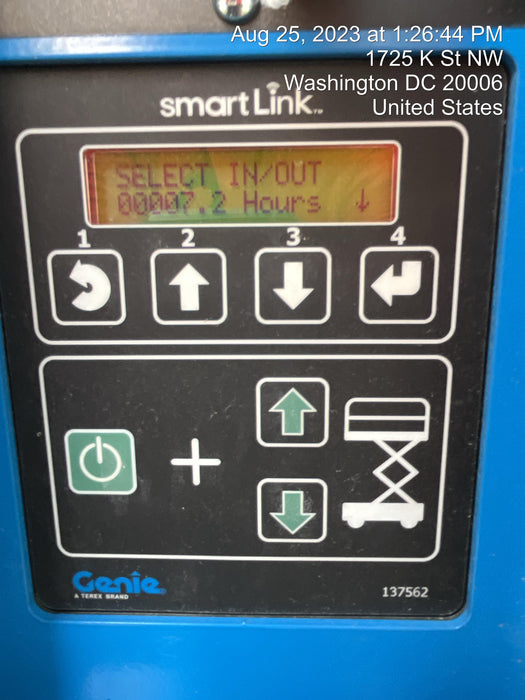 Aug 25, 2023 at 1:26:44 PM
1725 K St NW
Washington DC 20006
United States
smartLink™
SELECT IN/OUT
00007.2 Hours ↓
1 2 3 4
Genie
A TEREX BRAND
137562